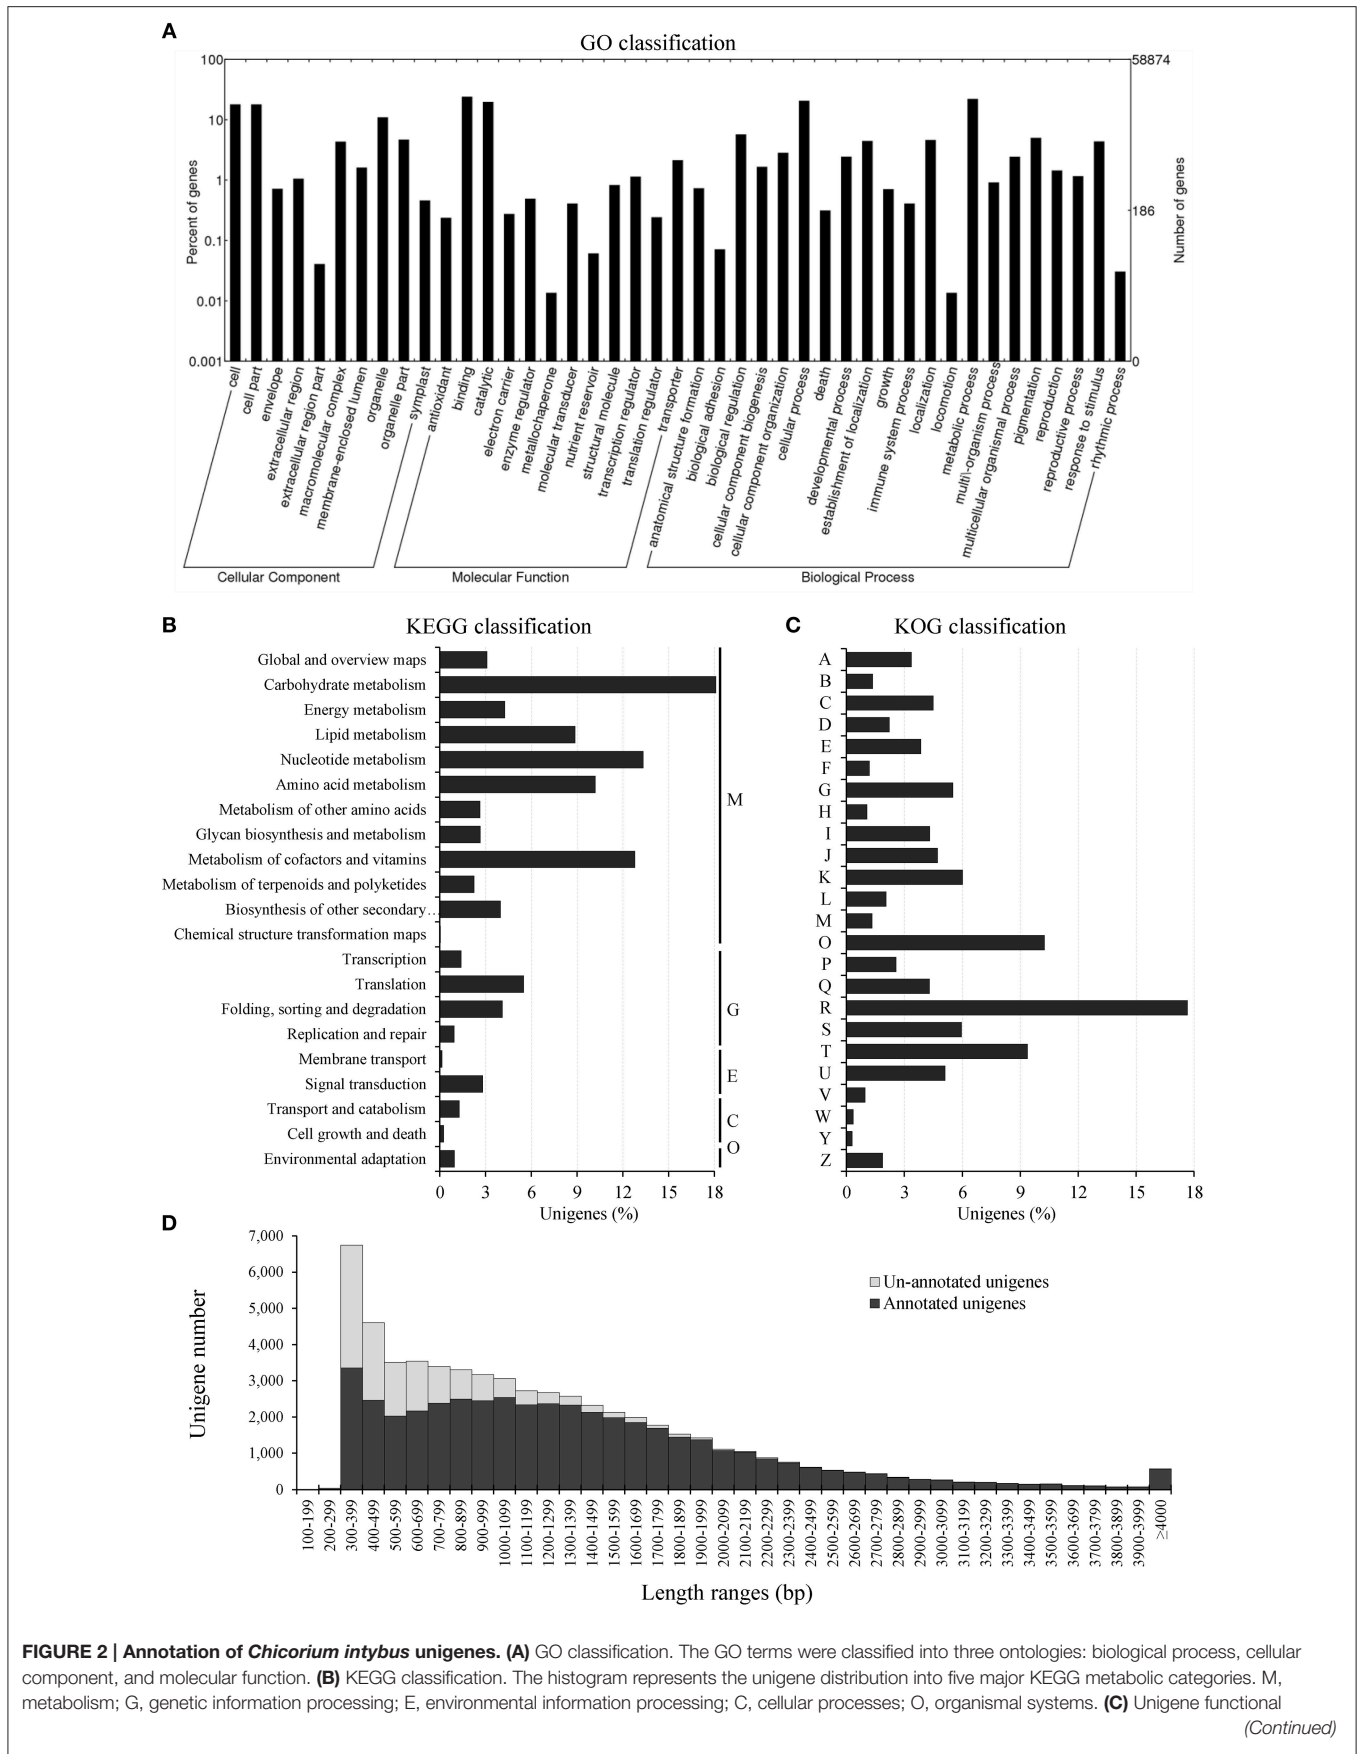 A
GO classification
100
10
1
0.1
0.01
0.001
Percent of genes
58874
186
0
Number of genes
cell
cell part
envelope
extracellular region
extracellular region part
macromolecular complex
membrane-enclosed lumen
organelle
organelle part
symplast
antioxidant
binding
catalytic
electron carrier
enzyme regulator
metallochaperone
molecular transducer
nutrient reservoir
structural molecule
transcription regulator
translation regulator
transporter
anatomical structure formation
biological adhesion
biological regulation
cellular component biogenesis
cellular component organization
cellular process
death
developmental process
establishment of localization
growth
immune system process
localization
locomotion
metabolic process
multi\-organism process
multicellular organismal process
pigmentation
reproduction
reproductive process
response to stimulus
rhythmic process
Cellular Component
Molecular Function
Biological Process
B
KEGG classification
Global and overview maps
Carbohydrate metabolism
Energy metabolism
Lipid metabolism
Nucleotide metabolism
Amino acid metabolism
Metabolism of other amino acids
Glycan biosynthesis and metabolism
Metabolism of cofactors and vitamins
Metabolism of terpenoids and polyketides
Biosynthesis of other secondary…
Chemical structure transformation maps
Transcription
Translation
Folding, sorting and degradation
Replication and repair
Membrane transport
Signal transduction
Transport and catabolism
Cell growth and death
Environmental adaptation
M
G
E
C
O
0 3 6 9 12 15 18
Unigenes (%)
C
KOG classification
A
B
C
D
E
F
G
H
I
J
K
L
M
O
P
Q
R
S
T
U
V
W
Y
Z
0 3 6 9 12 15 18
Unigenes (%)
D
7,000
6,000
5,000
4,000
3,000
2,000
1,000
0
Unigene number
Un-annotated unigenes
Annotated unigenes
100-199
200-299
300-399
400-499
500-599
600-699
700-799
800-899
900-999
1000-1099
1100-1199
1200-1299
1300-1399
1400-1499
1500-1599
1600-1699
1700-1799
1800-1899
1900-1999
2000-2099
2100-2199
2200-2299
2300-2399
2400-2499
2500-2599
2600-2699
2700-2799
2800-2899
2900-2999
3000-3099
3100-3199
3200-3299
3300-3399
3400-3499
3500-3599
3600-3699
3700-3799
3800-3899
3900-3999
≥4000
Length ranges (bp)
FIGURE 2 | Annotation of Chicorium intybus unigenes. (A) GO classification. The GO terms were classified into three ontologies: biological process, cellular
component, and molecular function. (B) KEGG classification. The histogram represents the unigene distribution into five major KEGG metabolic categories. M,
metabolism; G, genetic information processing; E, environmental information processing; C, cellular processes; O, organismal systems. (C) Unigene functional
(Continued)